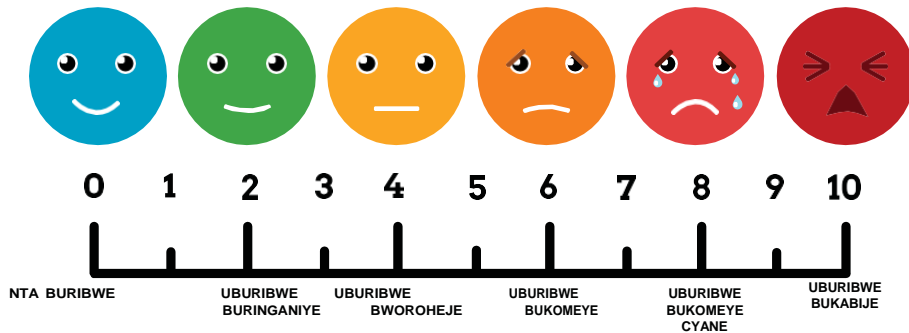 0 1 2 3 4 5 6 7 8 9 10
NTA BURIBWE
UBURIBWE
BURINGANIYE
UBURIBWE
BWOROHEJE
UBURIBWE
BUKOMEYE
UBURIBWE
BUKOMEYE
CYANE
UBURIBWE
BUKABIJE